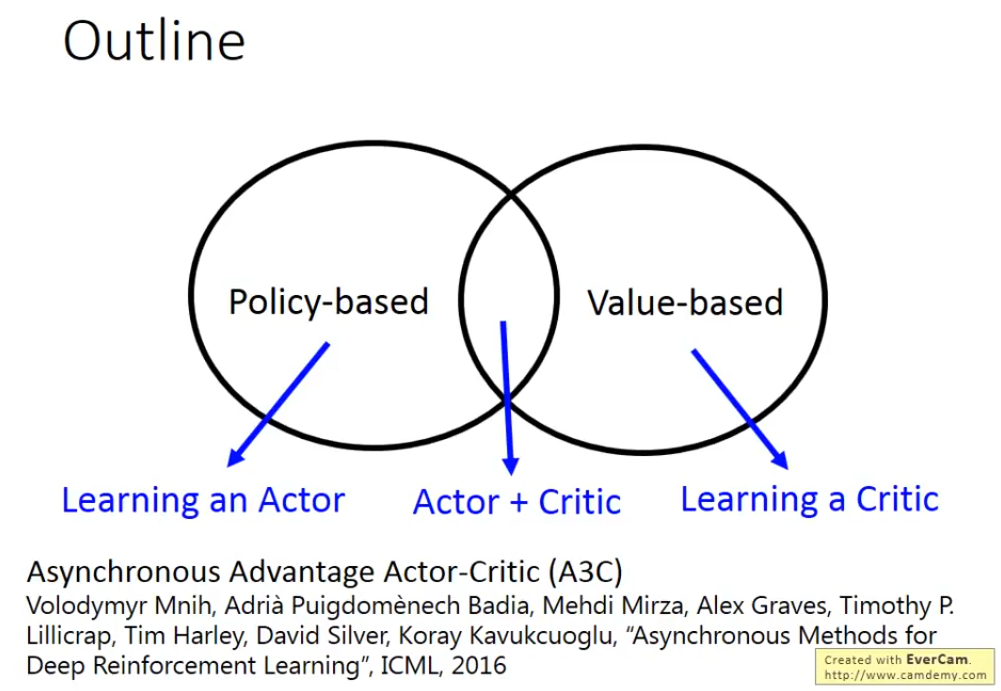 Outline
Policy-based
Value-based
Learning an Actor
Actor + Critic
Learning a Critic
Asynchronous Advantage Actor-Critic (A3C)
Volodymyr Mnih, Adrià Puigdomènech Badia, Mehdi Mirza, Alex Graves, Timothy P.
Lillicrap, Tim Harley, David Silver, Koray Kavukcuoglu, “Asynchronous Methods for
Deep Reinforcement Learning”, ICML, 2016
Created with EverCam.
http://www.camdemy.com